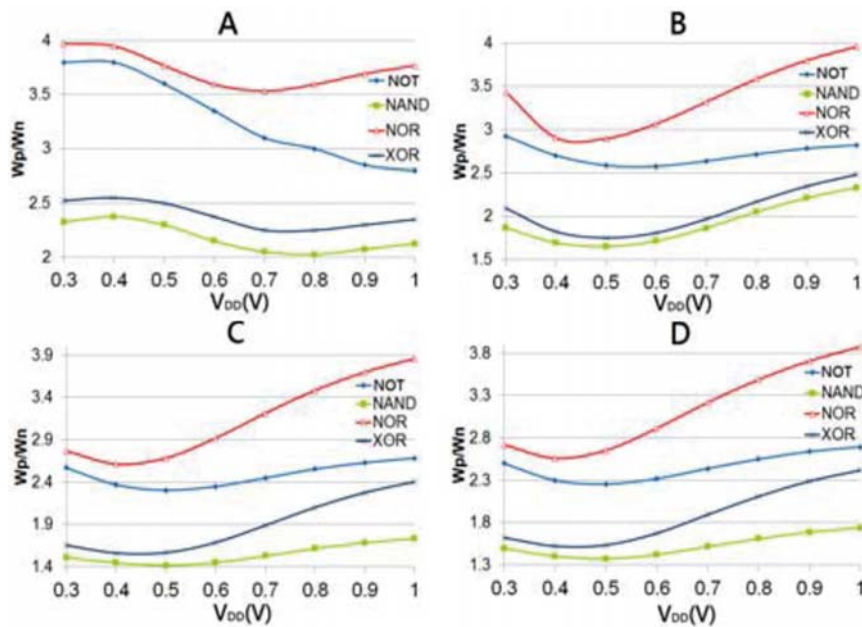 A
4
3.5
3
2.5
2
Wp/Wn
NOT
NAND
NOR
XOR
0.3 0.4 0.5 0.6 0.7 0.8 0.9 1
VDD(V)
B
4
3.5
3
2.5
2
1.5
Wp/Wn
NOT
NAND
NOR
XOR
0.3 0.4 0.5 0.6 0.7 0.8 0.9 1
VDD(V)
C
3.9
3.4
2.9
2.4
1.9
1.4
Wp/Wn
NOT
NAND
NOR
XOR
0.3 0.4 0.5 0.6 0.7 0.8 0.9 1
VDD(V)
D
3.8
3.3
2.8
2.3
1.8
1.3
Wp/Wn
NOT
NAND
NOR
XOR
0.3 0.4 0.5 0.6 0.7 0.8 0.9 1
VDD(V)